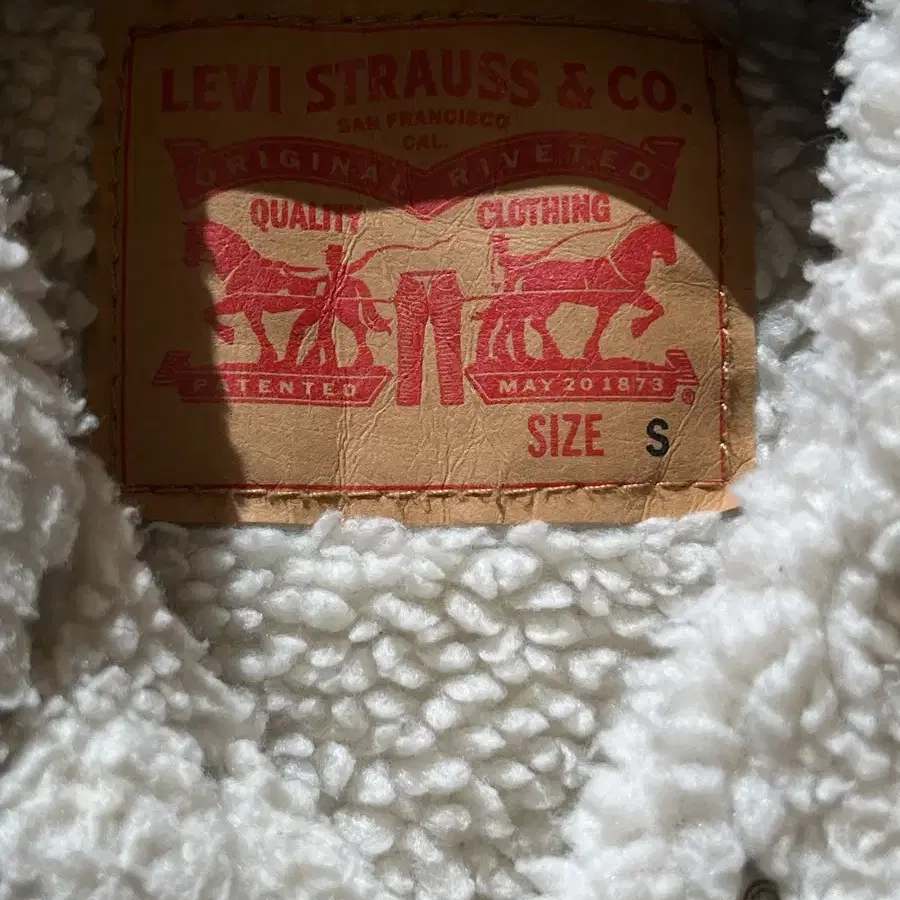 LEVI STRAUSS & CO.
SAN FRANCISCO
CAL.
ORIGINAL RIVETED
QUALITY CLOTHING
PATENTED MAY 20 1873
®
SIZE S